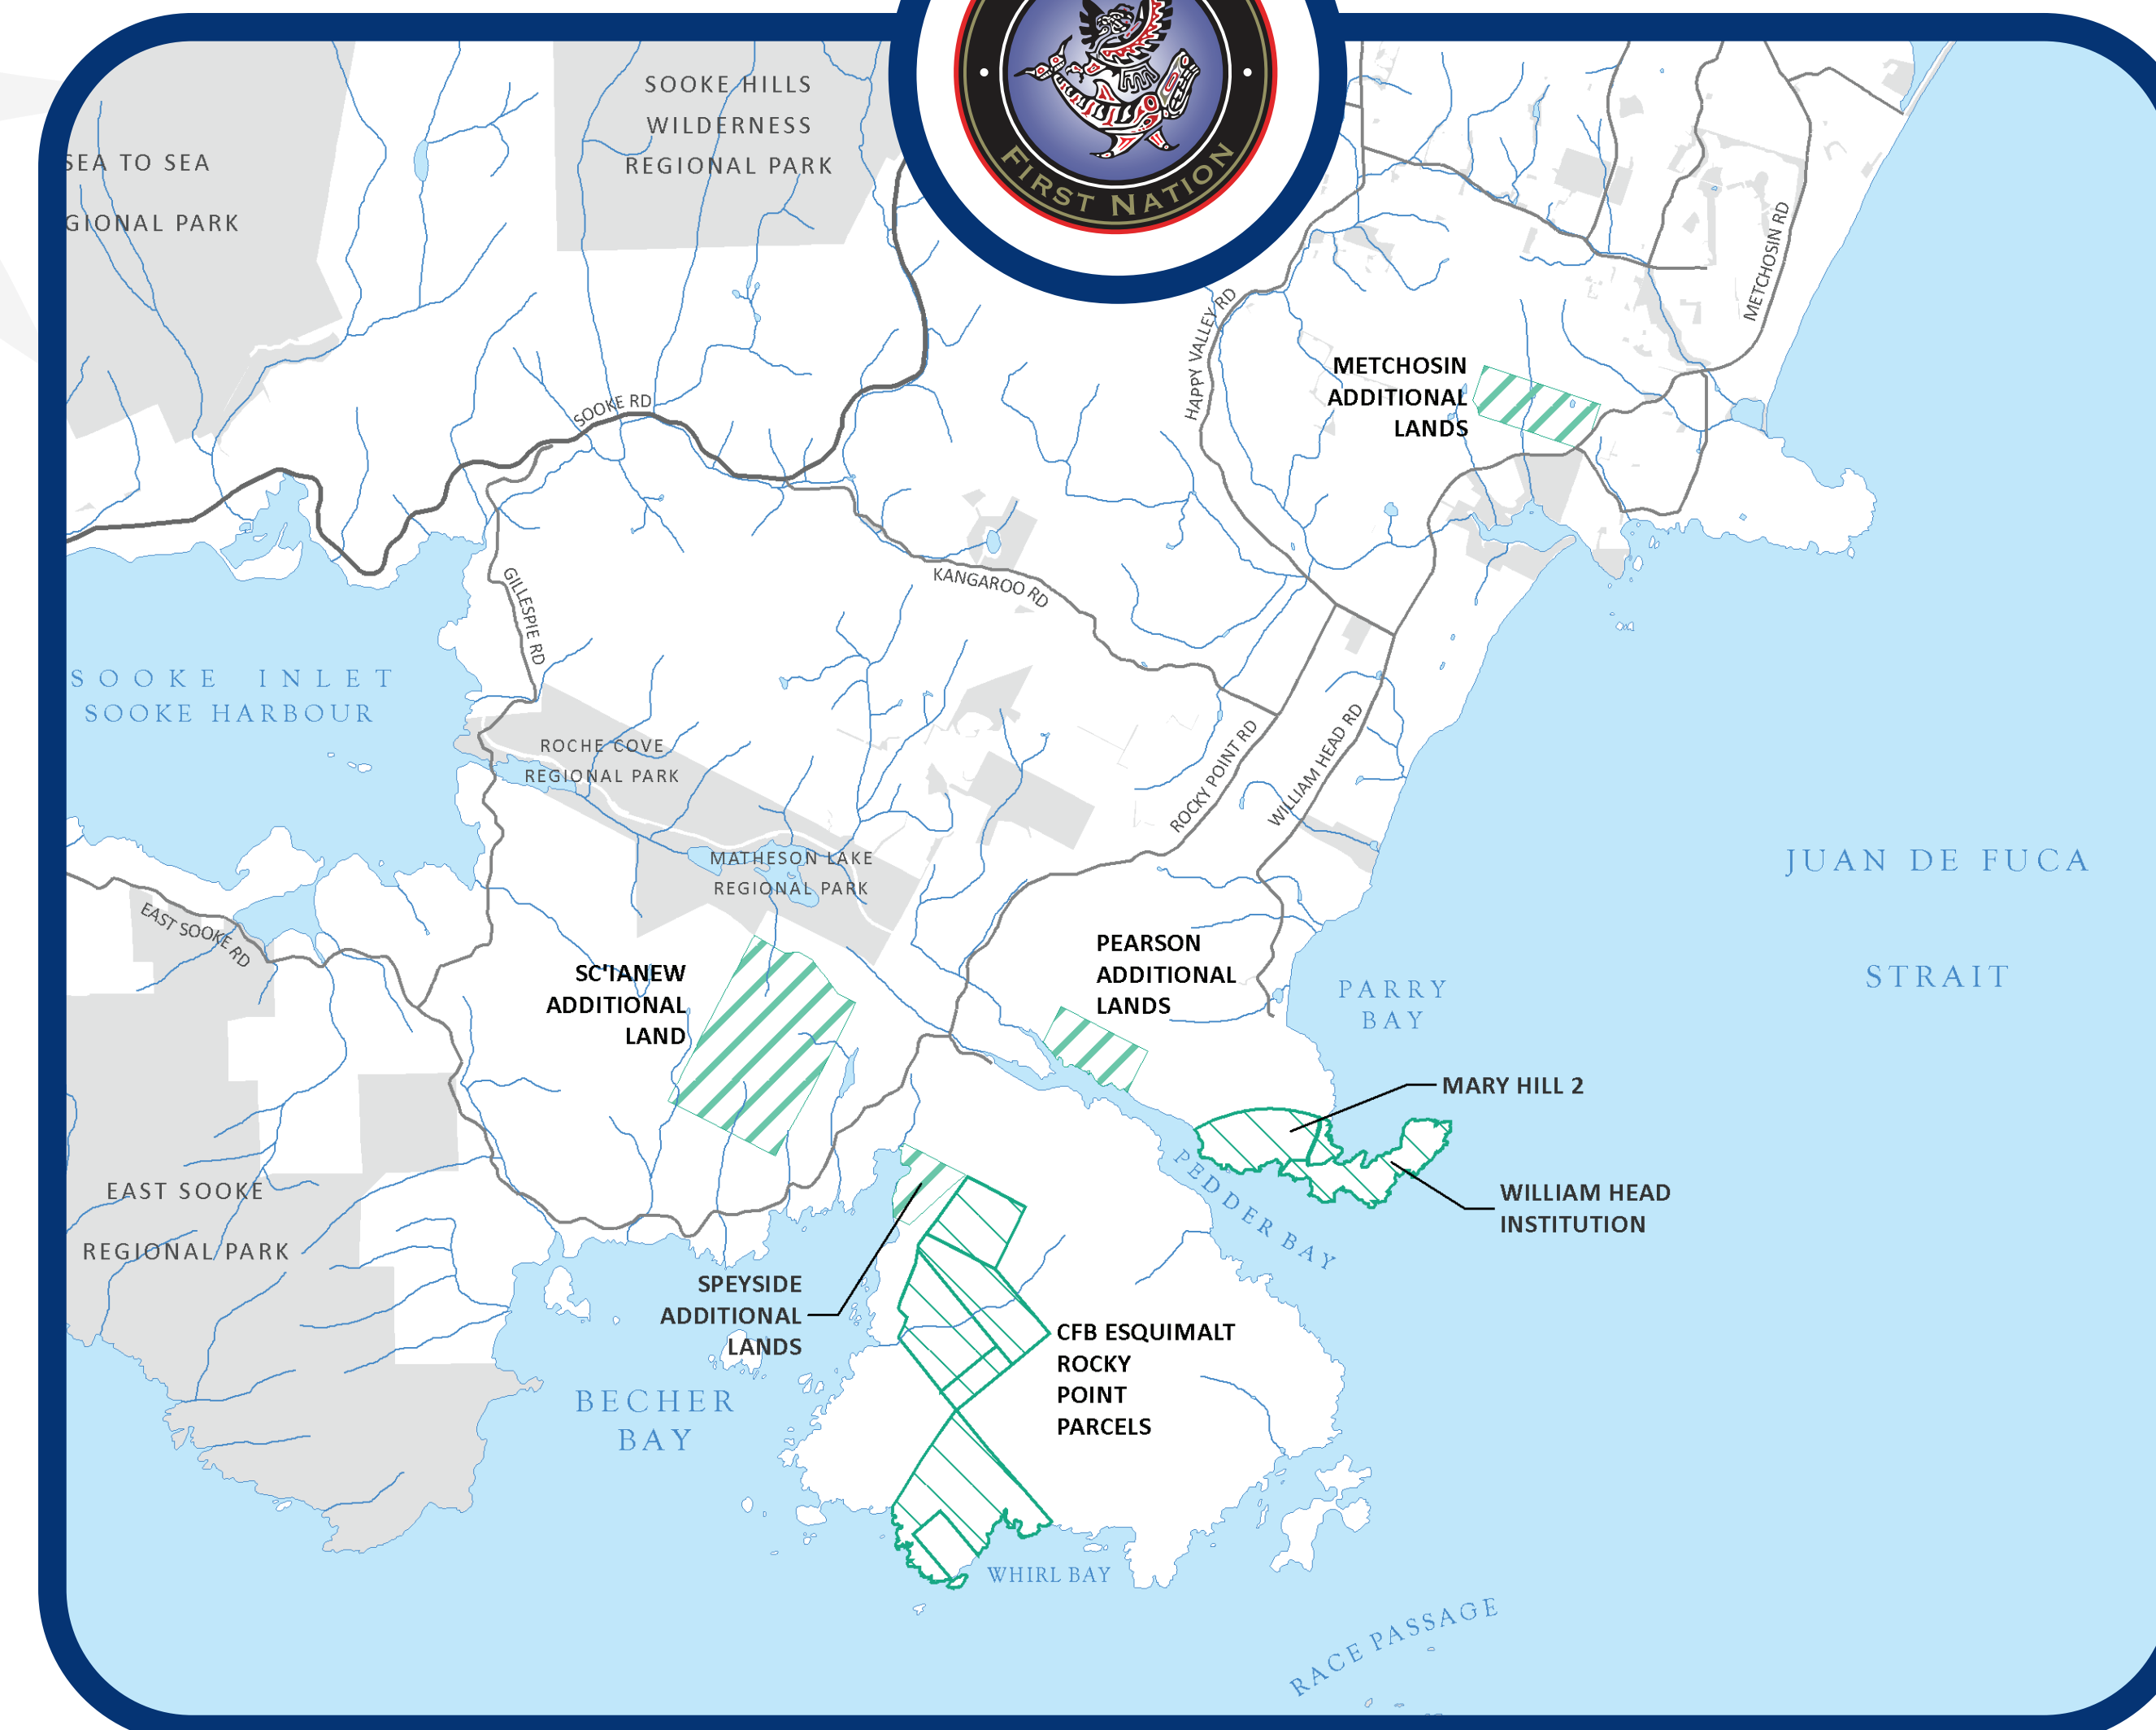 FIRST NATION
SOOKE HILLS
WILDERNESS
REGIONAL PARK
SEA TO SEA
GIONAL PARK
METCHOSIN RD
HAPPY VALLEY RD
METCHOSIN
ADDITIONAL
LANDS
SOOKE RD
KANGAROO RD
GILLESPIE RD
SOOKE INLET
SOOKE HARBOUR
ROCHE COVE
REGIONAL PARK
ROCKY POINT RD
WILLIAM HEAD RD
MATHESON LAKE
REGIONAL PARK
JUAN DE FUCA
STRAIT
EAST SOOKE RD
SC'IANEW
ADDITIONAL
LAND
PEARSON
ADDITIONAL
LANDS
PARRY
BAY
MARY HILL 2
PEDDER BAY
WILLIAM HEAD
INSTITUTION
EAST SOOKE
REGIONAL PARK
SPEYSIDE
ADDITIONAL
LANDS
CFB ESQUIMALT
ROCKY
POINT
PARCELS
BECHER
BAY
WHIRL BAY
RACE PASSAGE